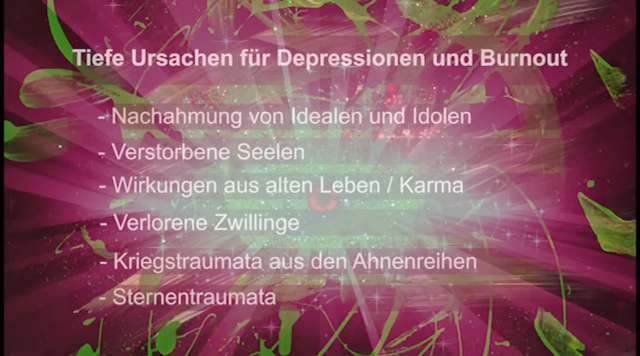 Tiefe Ursachen für Depressionen und Burnout
- Nachahmung von Idealen und Idolen
- Verstorbene Seelen
- Wirkungen aus alten Leben / Karma
- Verlorene Zwillinge
- Kriegstraumata aus den Ahnenreihen
- Sternentraumata